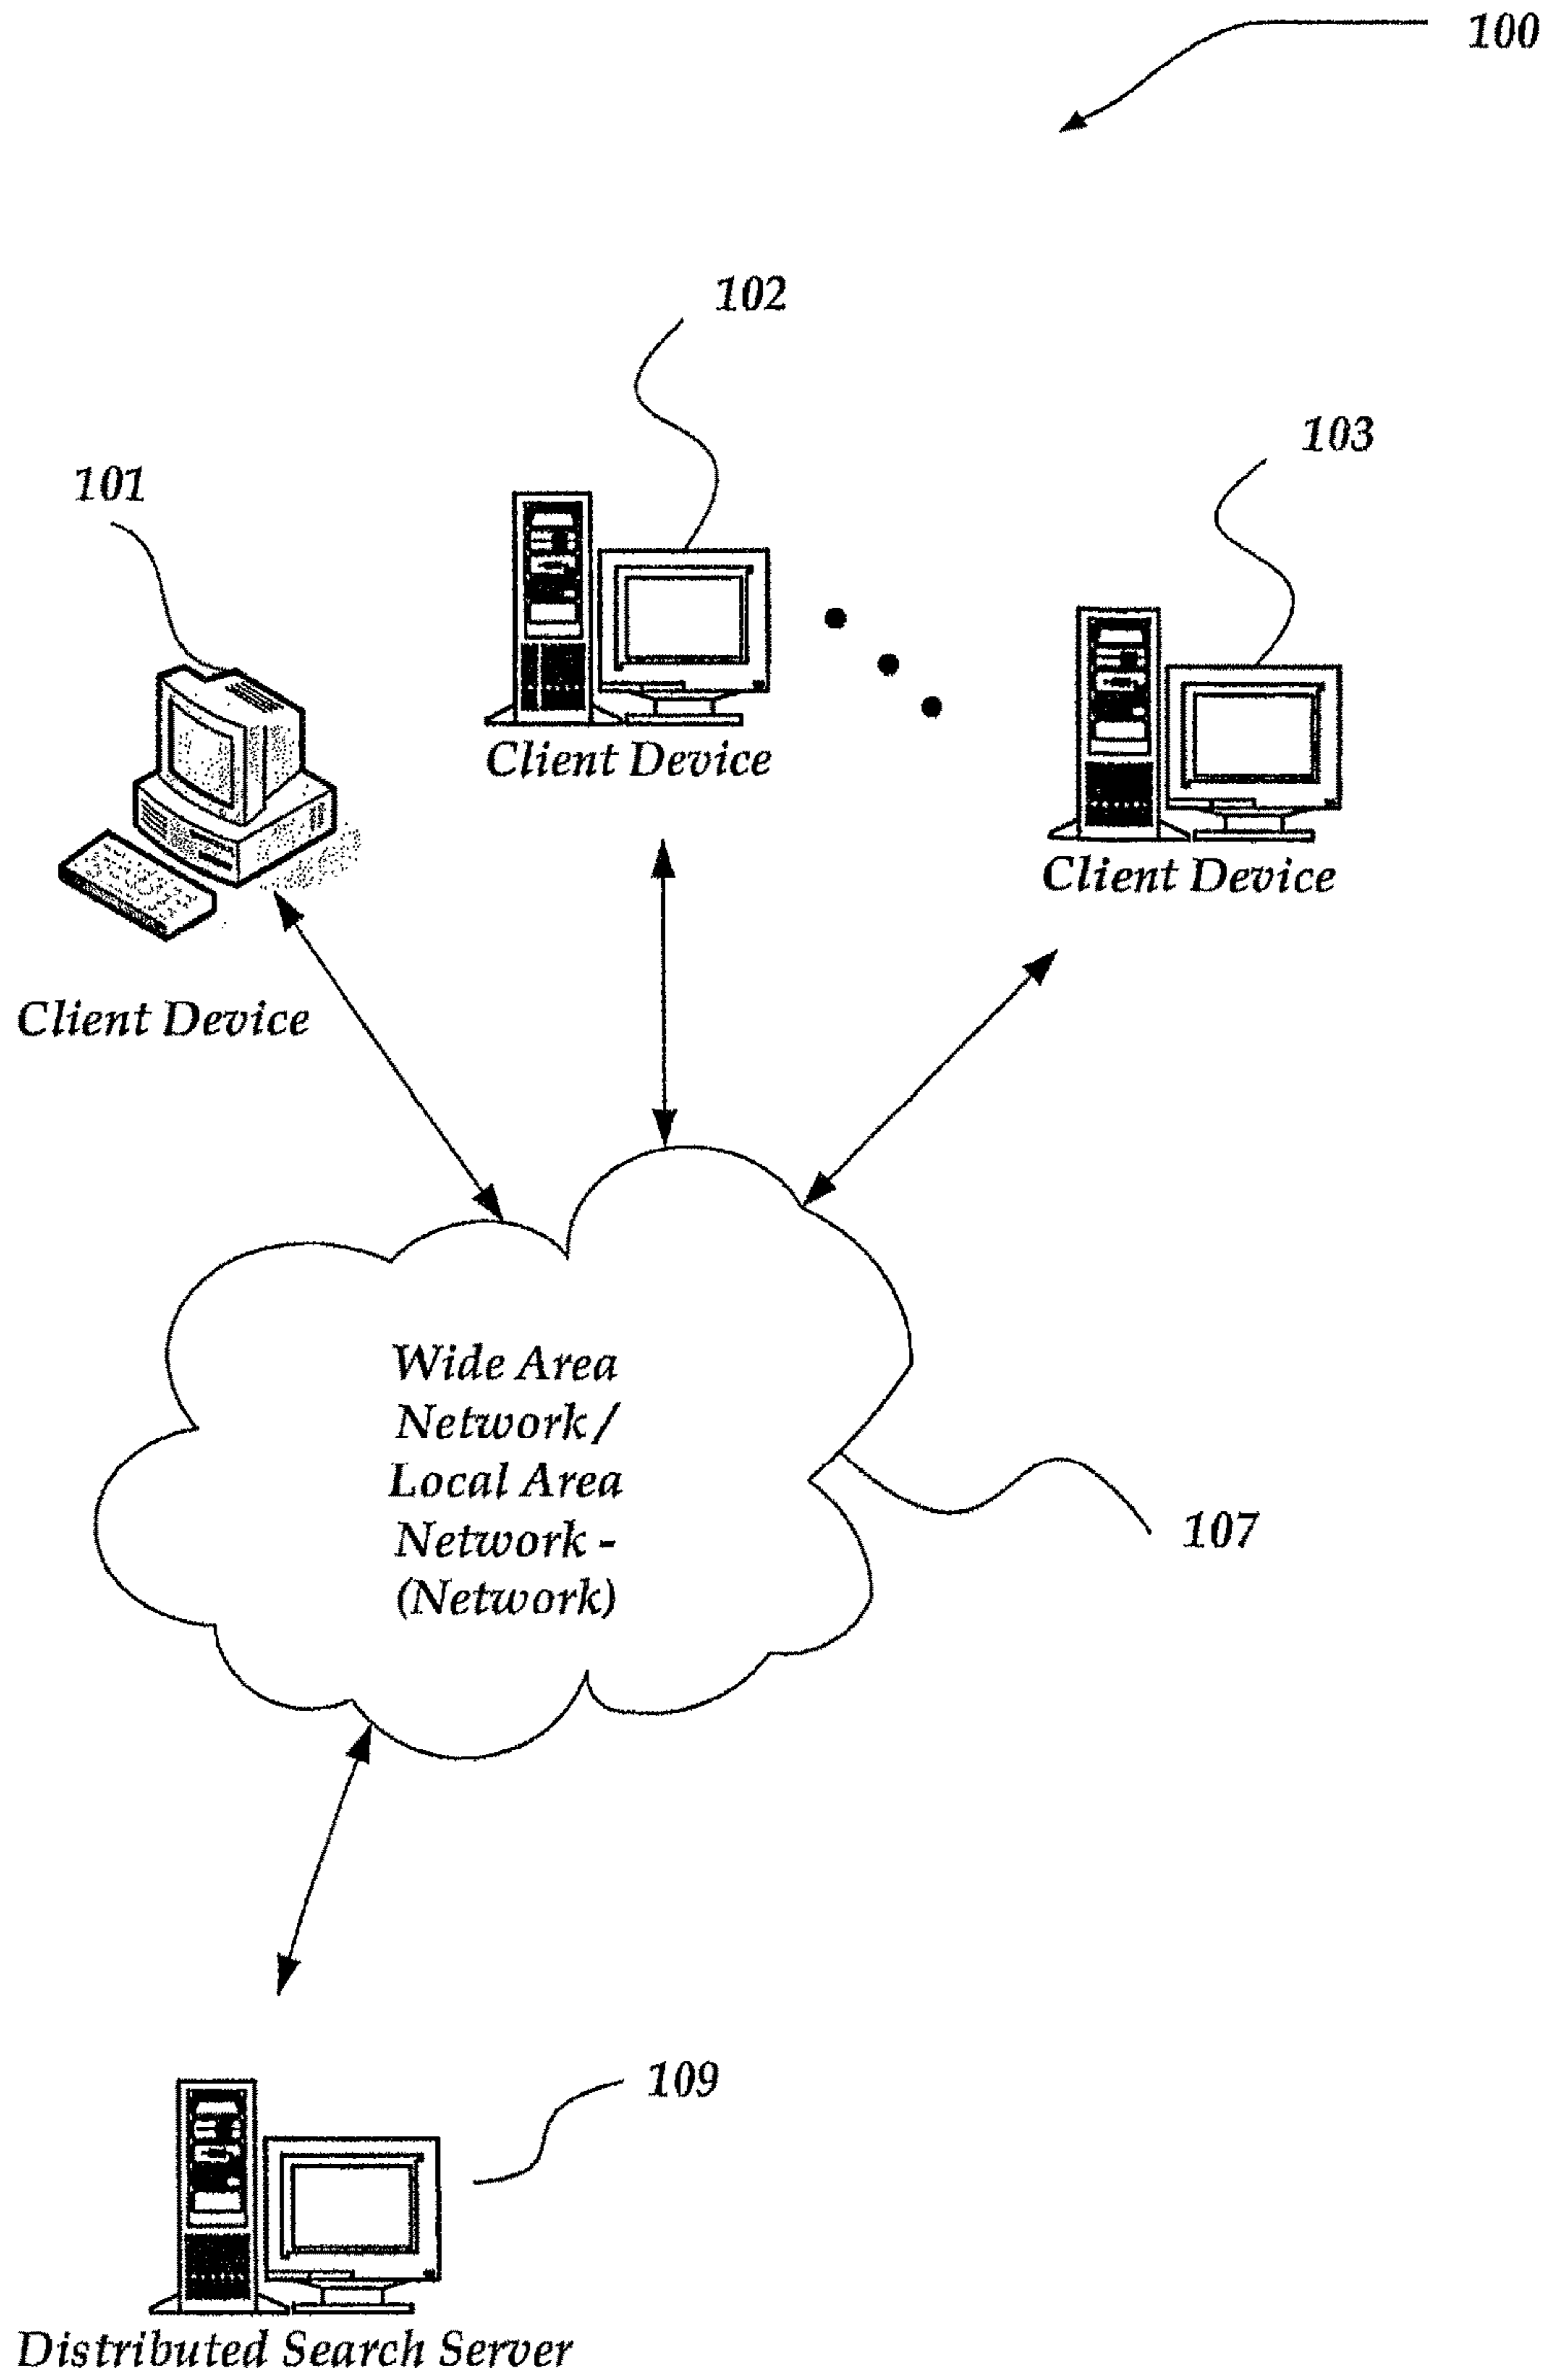 100
102
103
101
Client Device
Client Device
Client Device
Wide Area
Network /
Local Area
Network -
(Network)
107
109
Distributed Search Server